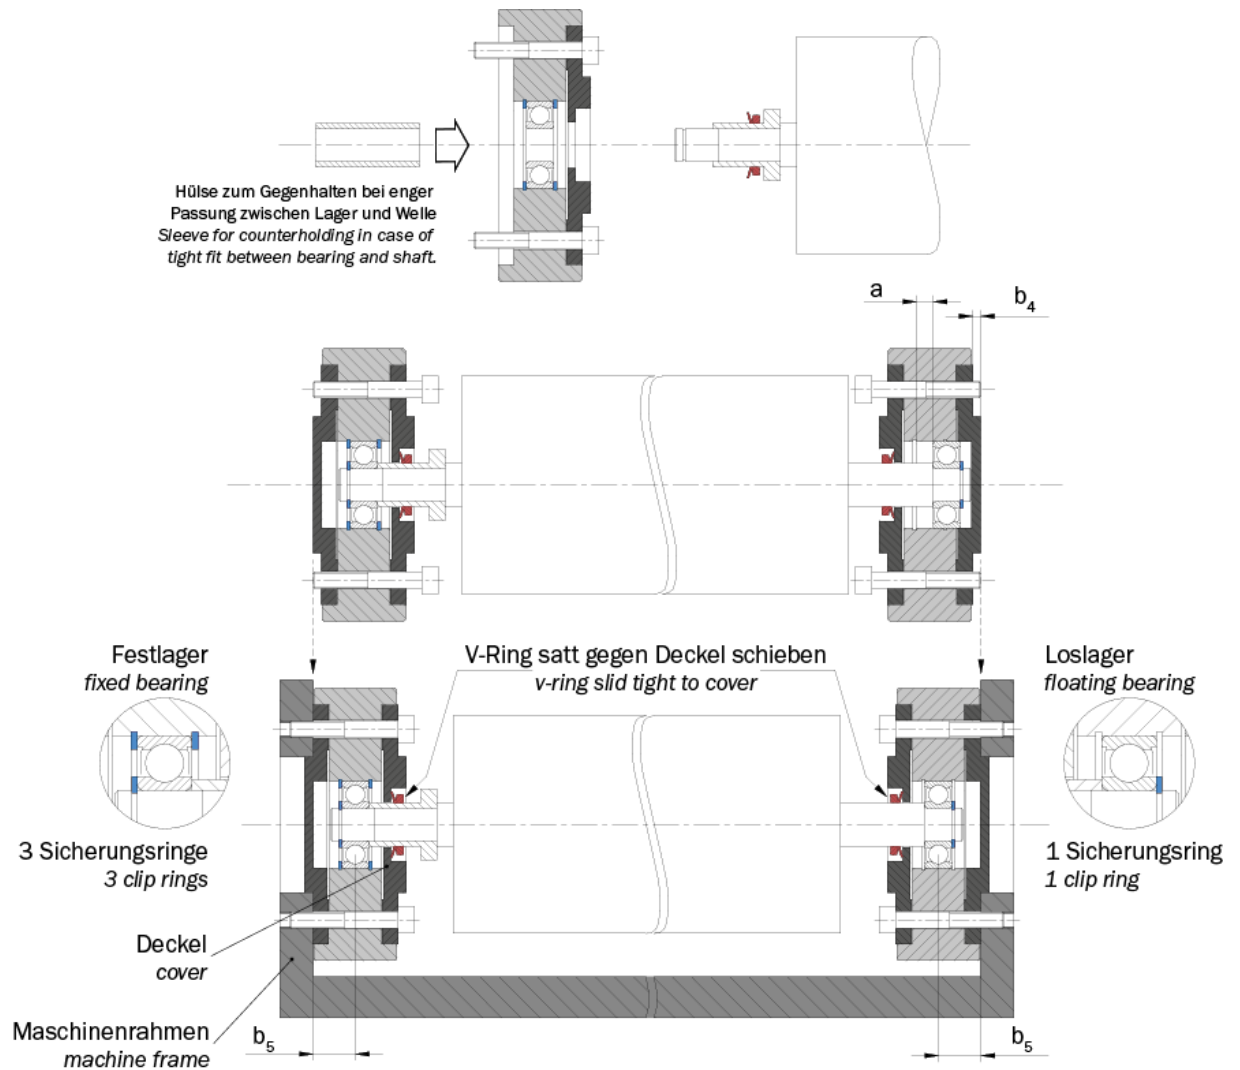 Hülse zum Gegenhalten bei enger
Passung zwischen Lager und Welle
Sleeve for counterholding in case of
tight fit between bearing and shaft.
a
b4
Festlager
fixed bearing
V-Ring satt gegen Deckel schieben
v-ring slid tight to cover
Loslager
floating bearing
3 Sicherungsringe
3 clip rings
1 Sicherungsring
1 clip ring
Deckel
cover
Maschinenrahmen
machine frame
b5
b5